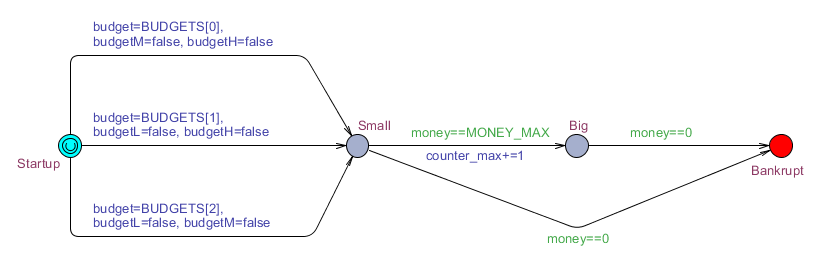 budget=BUDGETS[0],
budgetM=false, budgetH=false
budget=BUDGETS[1],
budgetL=false, budgetH=false
Small
money==MONEY_MAX
Big
money==0
Startup
counter_max+=1
Bankrupt
budget=BUDGETS[2],
budgetL=false, budgetM=false
money==0